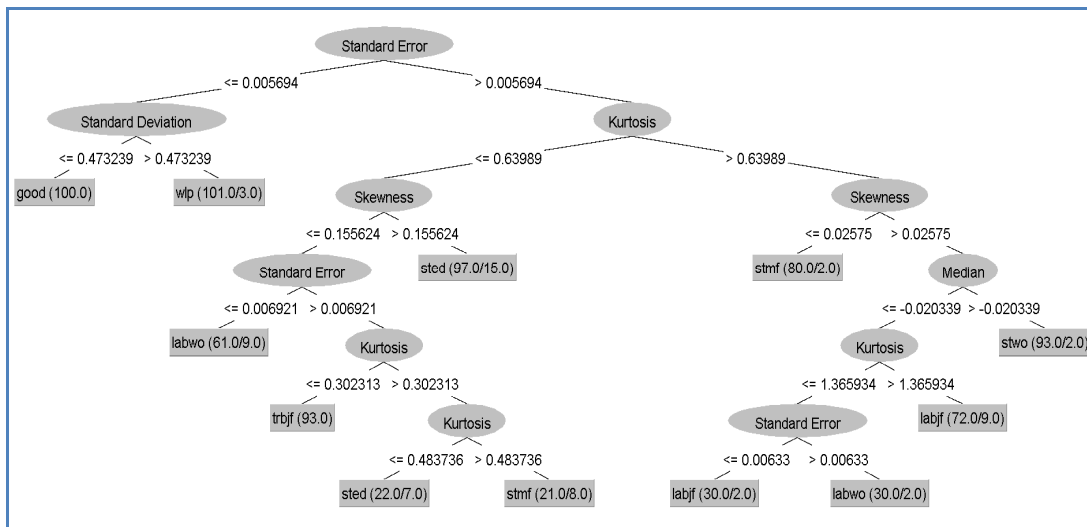 Standard Error
<= 0.005694 > 0.005694
Standard Deviation Kurtosis
<= 0.473239 > 0.473239 <= 0.63989 > 0.63989
good (100.0) wlp (101.0/3.0) Skewness Skewness
<= 0.155624 > 0.155624 <= 0.02575 > 0.02575
Standard Error sted (97.0/15.0) stmf (80.0/2.0) Median
<= 0.006921 > 0.006921 <= -0.020339 > -0.020339
labwo (61.0/9.0) Kurtosis Kurtosis stwo (93.0/2.0)
<= 0.302313 > 0.302313 <= 1.365934 > 1.365934
trbjf (93.0) Kurtosis Standard Error labjf (72.0/9.0)
<= 0.483736 > 0.483736 <= 0.00633 > 0.00633
sted (22.0/7.0) stmf (21.0/8.0) labjf (30.0/2.0) labwo (30.0/2.0)